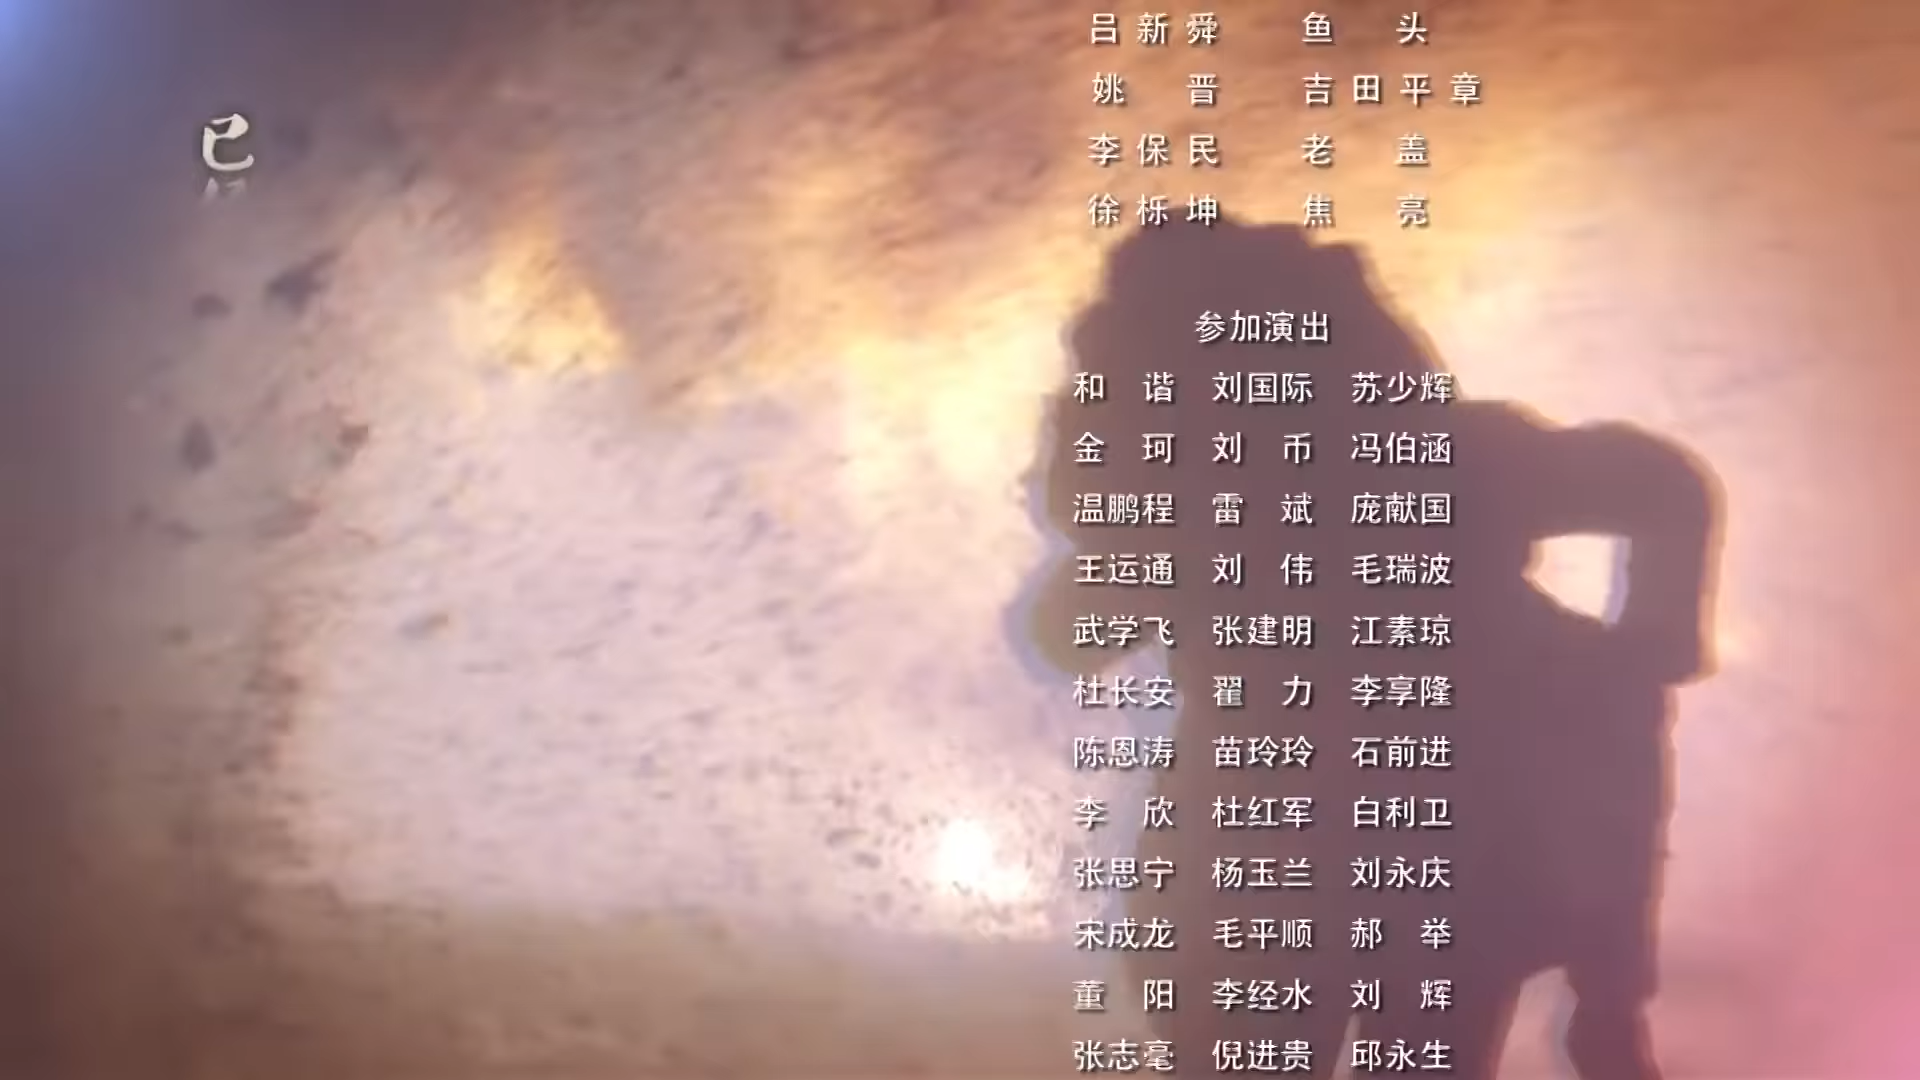 已
吕新舜 鱼头
姚晋 吉田平章
李保民 老盖
徐栎坤 焦亮
参加演出
和谐 刘国际 苏少辉
金珂 刘币 冯伯涵
温鹏程 雷斌 庞献国
王运通 刘伟 毛瑞波
武学飞 张建明 江素琼
杜长安 翟力 李享隆
陈恩涛 苗玲玲 石前进
李欣 杜红军 白利卫
张思宁 杨玉兰 刘永庆
宋成龙 毛平顺 郝举
董阳 李经水 刘辉
张志毫 倪进贵 邱永生